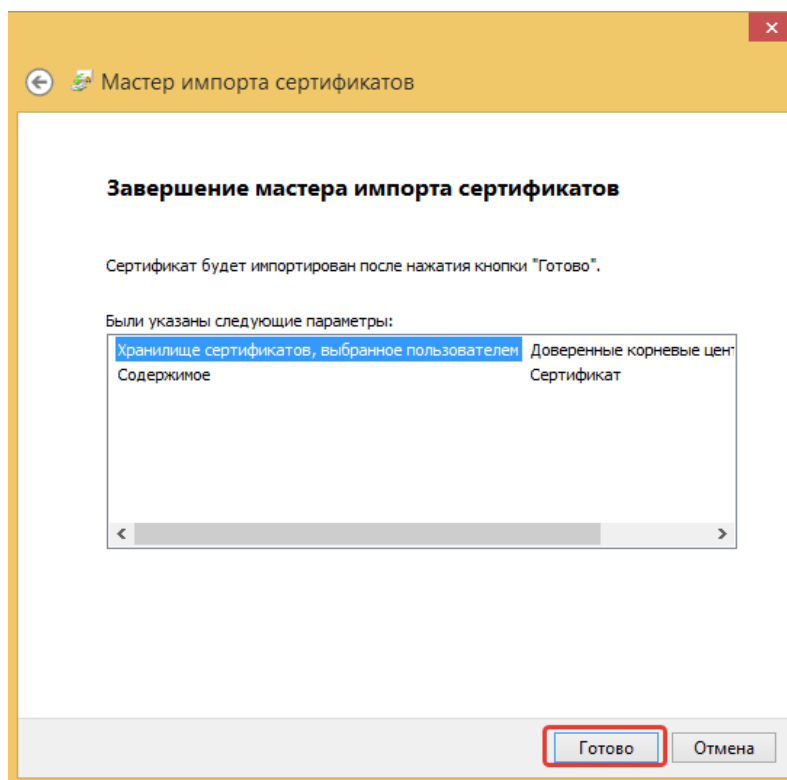 Мастер импорта сертификатов
Завершение мастера импорта сертификатов
Сертификат будет импортирован после нажатия кнопки "Готово".
Были указаны следующие параметры:
Хранилище сертификатов, выбранное пользователем Доверенные корневые цент
Содержимое Сертификат
Готово Отмена